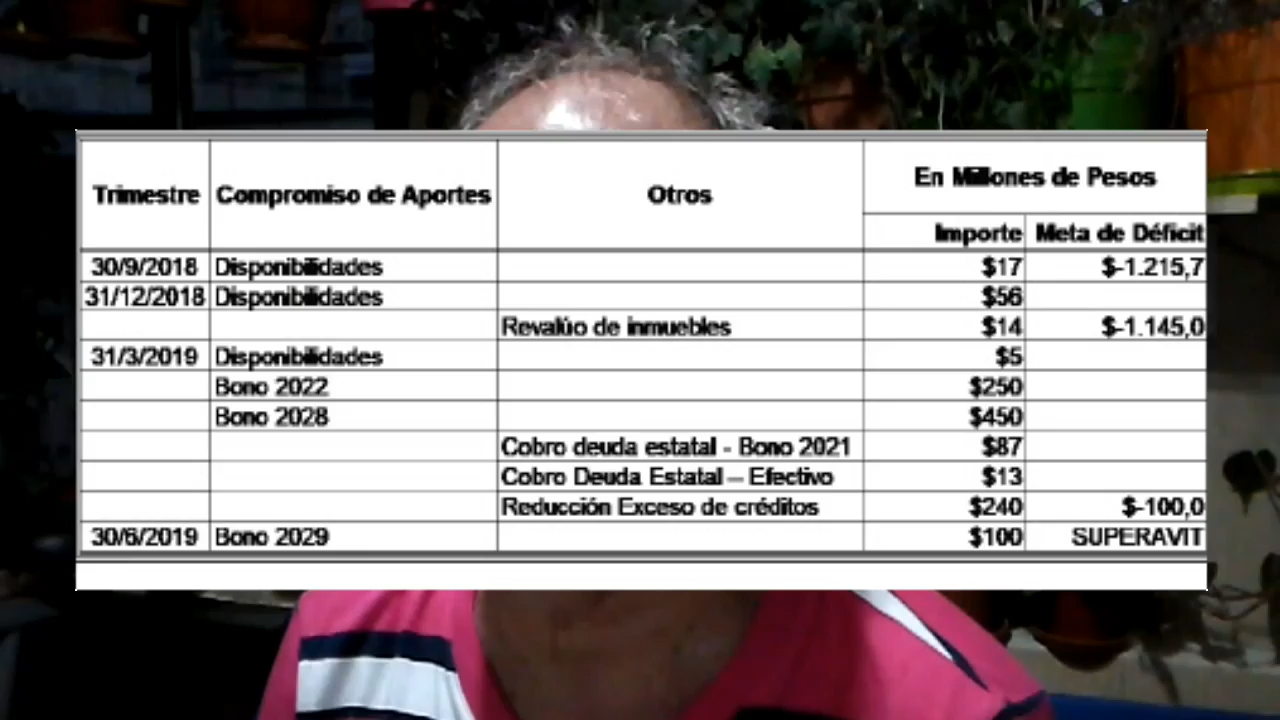 Trimestre Compromiso de Aportes Otros En Millones de Pesos
Importe Meta de Déficit
30/9/2018 Disponibilidades $17 $-1.215,7
31/12/2018 Disponibilidades $56
Revalúo de inmuebles $14 $-1.145,0
31/3/2019 Disponibilidades $5
Bono 2022 $250
Bono 2028 $450
Cobro deuda estatal - Bono 2021 $87
Cobro Deuda Estatal – Efectivo $13
Reducción Exceso de créditos $240 $-100,0
30/6/2019 Bono 2029 $100 SUPERAVIT